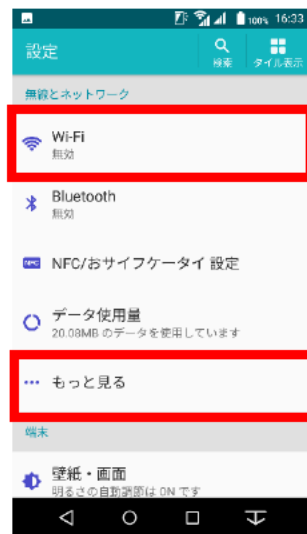 100% 16:33
設定
検索 タイル表示
無線とネットワーク
Wi-Fi
無効
Bluetooth
無効
NFC NFC/おサイフケータイ 設定
データ使用量
20.08MB のデータを使用しています
もっと見る
端末
壁紙・画面
明るさの自動調節は ON です